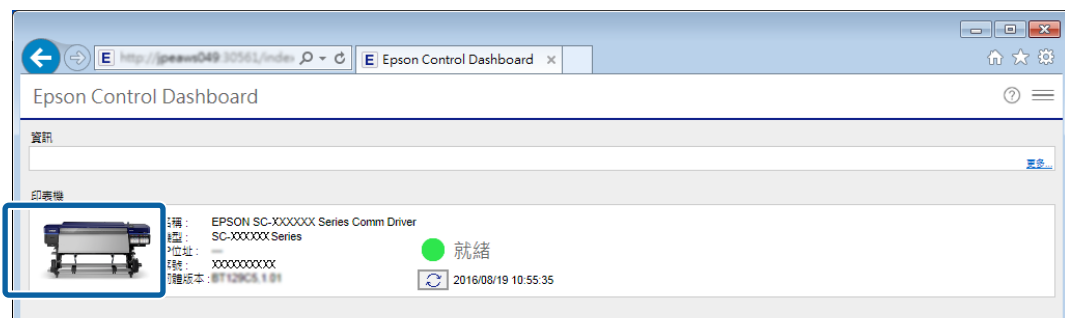 Epson Control Dashboard
Epson Control Dashboard
資訊
更多...
印表機
EPSON SC-XXXXXX Series Comm Driver
SC-XXXXXX Series
XXXXXXXXXX
就緒
2016/08/19 10:55:35